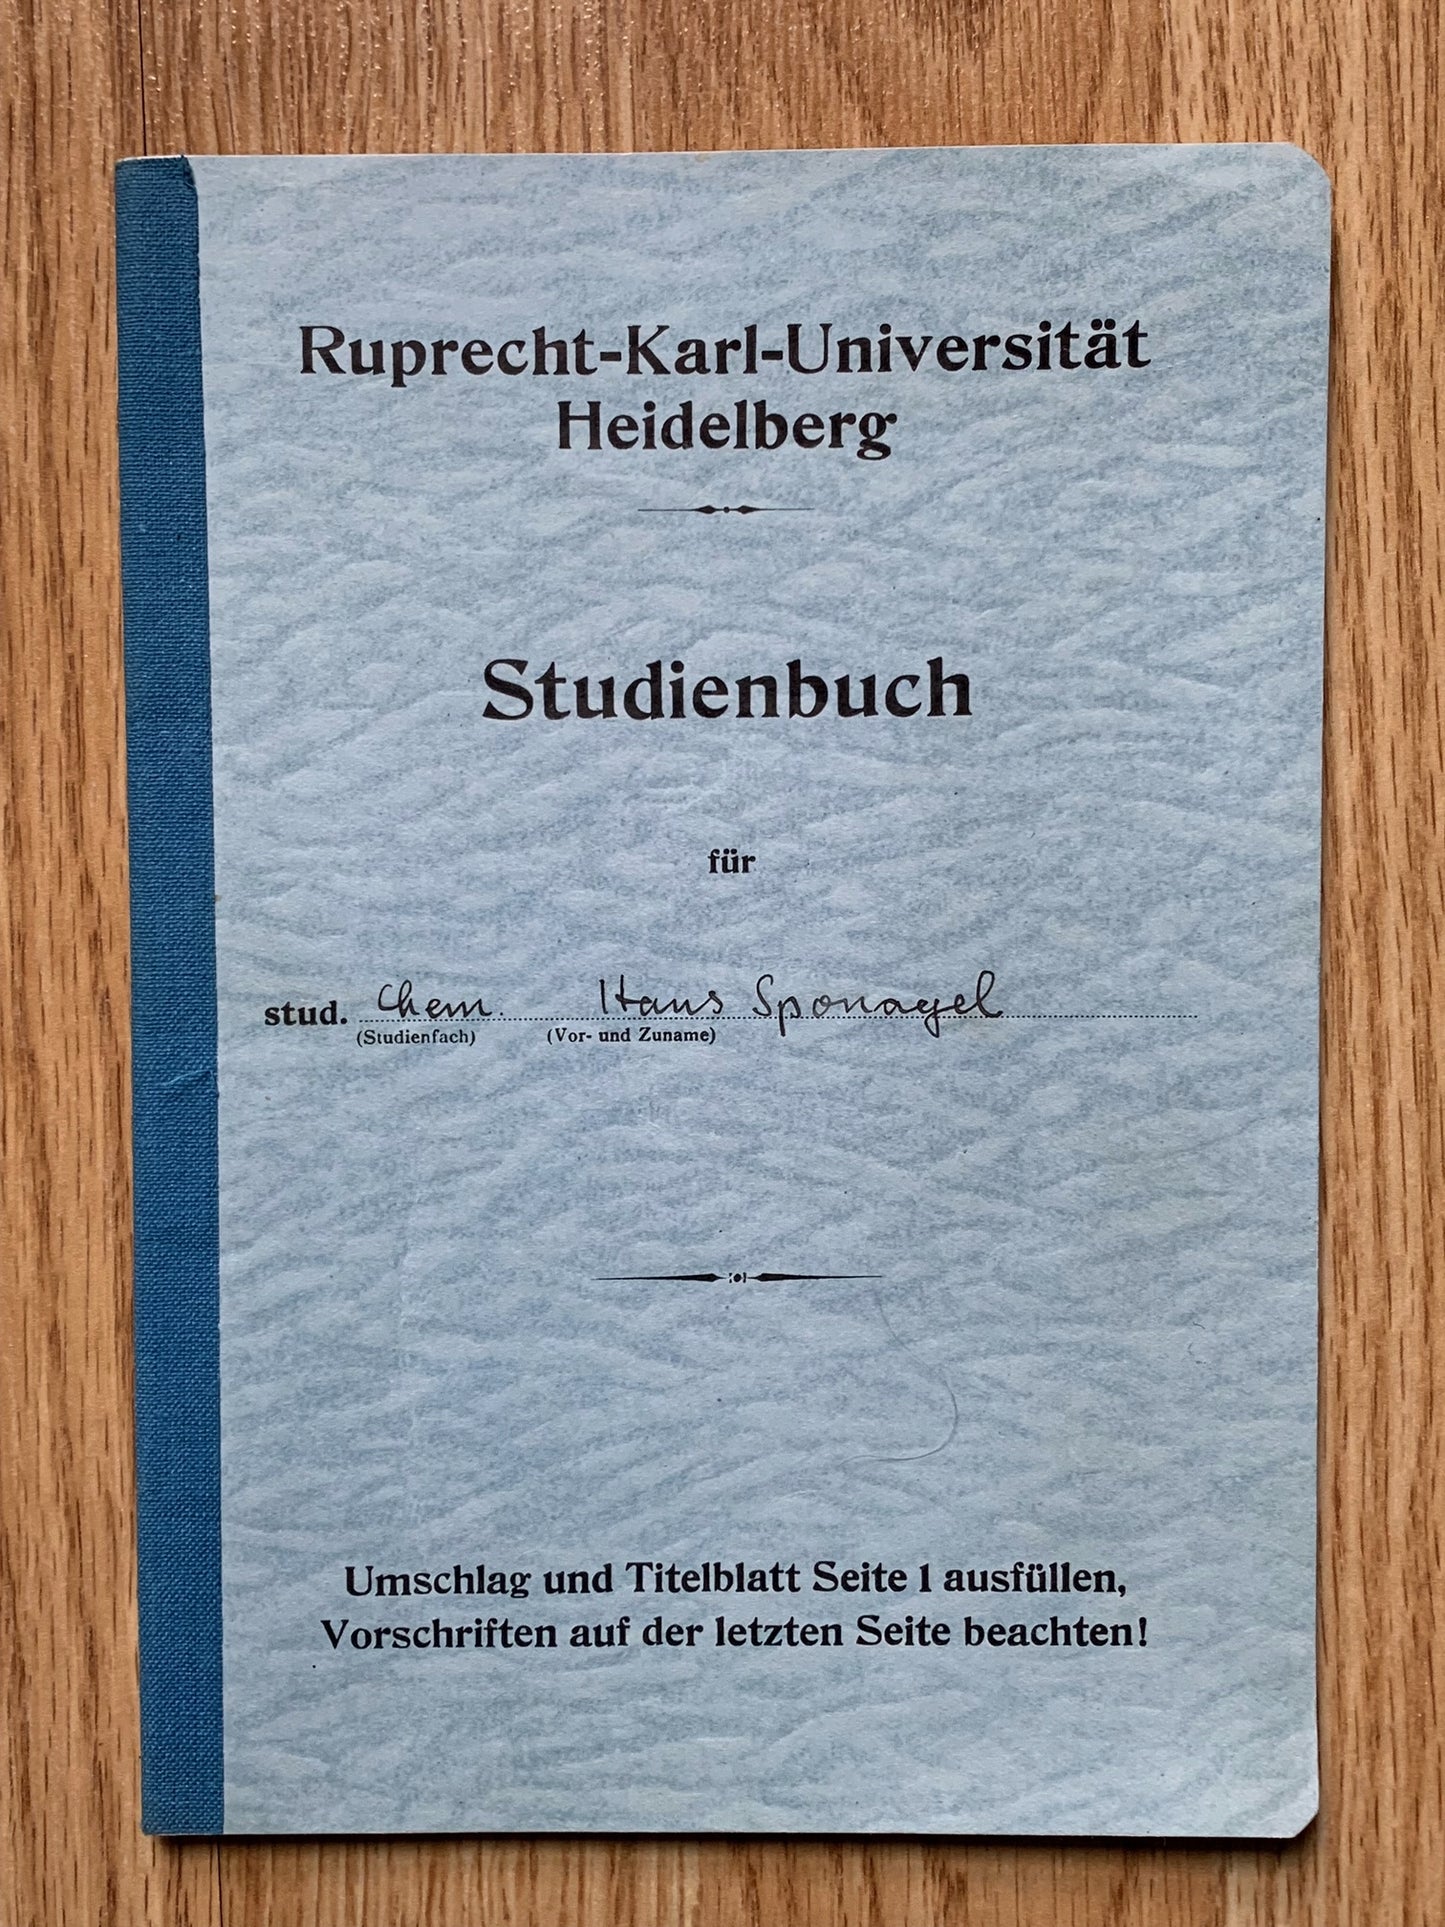 Ruprecht-Karl-Universität
Heidelberg
Studienbuch
für
stud. Chem. Hans Sponagel
(Studienfach) (Vor- und Zuname)
Umschlag und Titelblatt Seite 1 ausfüllen,
Vorschriften auf der letzten Seite beachten!